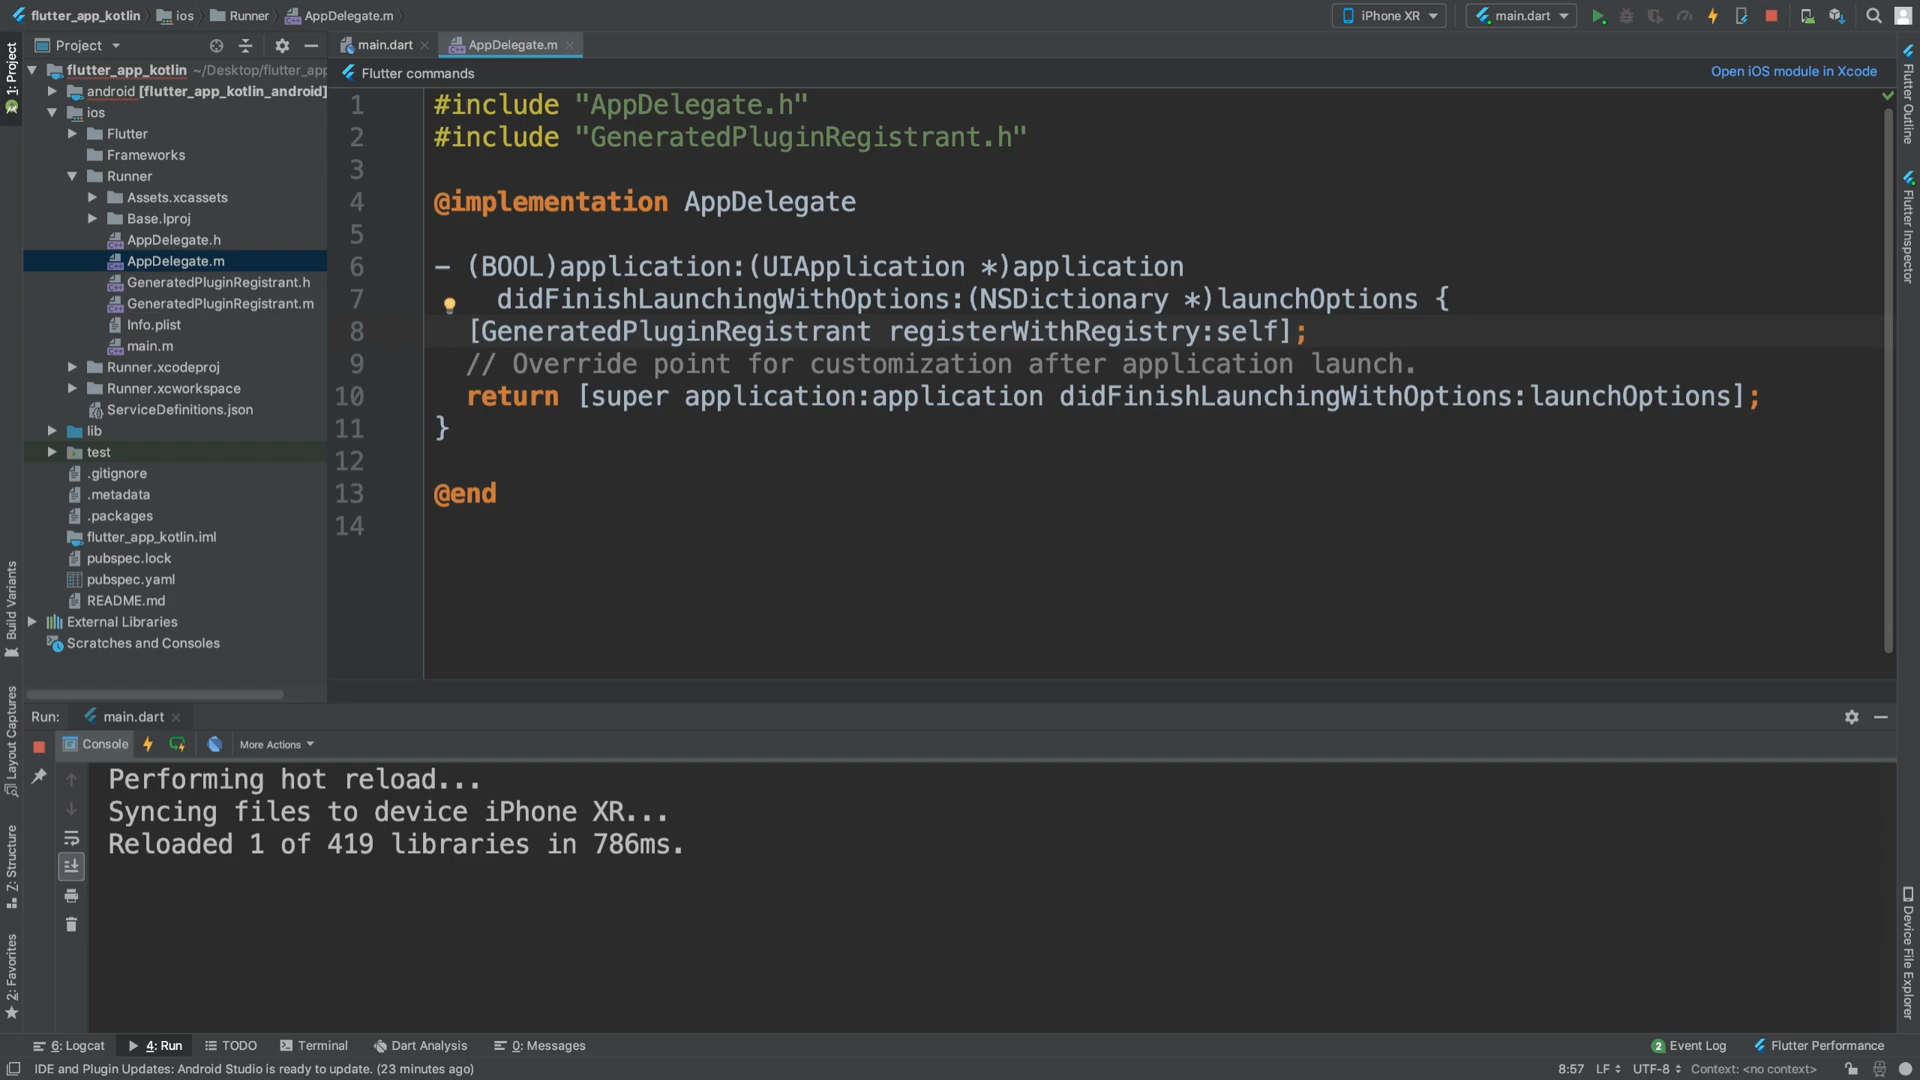 flutter_app_kotlin ios Runner AppDelegate.m iPhone XR main.dart
Project main.dart AppDelegate.m
flutter_app_kotlin ~/Desktop/flutter_app
Flutter commands Open iOS module in Xcode
android [flutter_app_kotlin_android]
ios
Flutter
Frameworks
Runner
Assets.xcassets
Base.lproj
AppDelegate.h
AppDelegate.m
GeneratedPluginRegistrant.h
GeneratedPluginRegistrant.m
Info.plist
main.m
Runner.xcodeproj
Runner.xcworkspace
ServiceDefinitions.json
lib
test
.gitignore
.metadata
.packages
flutter_app_kotlin.iml
pubspec.lock
pubspec.yaml
README.md
External Libraries
Scratches and Consoles
1 #include "AppDelegate.h"
2 #include "GeneratedPluginRegistrant.h"
3
4 @implementation AppDelegate
5
6 - (BOOL)application:(UIApplication *)application
7 didFinishLaunchingWithOptions:(NSDictionary *)launchOptions {
8 [GeneratedPluginRegistrant registerWithRegistry:self];
9 // Override point for customization after application launch.
10 return [super application:application didFinishLaunchingWithOptions:launchOptions];
11 }
12
13 @end
14
1: Project
Build Variants
Layout Captures
Z: Structure
2: Favorites
Flutter Outline
Flutter Inspector
Device File Explorer
Run: main.dart
Console More Actions
Performing hot reload...
Syncing files to device iPhone XR...
Reloaded 1 of 419 libraries in 786ms.
6: Logcat 4: Run TODO Terminal Dart Analysis 0: Messages 2 Event Log Flutter Performance
IDE and Plugin Updates: Android Studio is ready to update. (23 minutes ago) 8:57 LF UTF-8 Context: <no context>